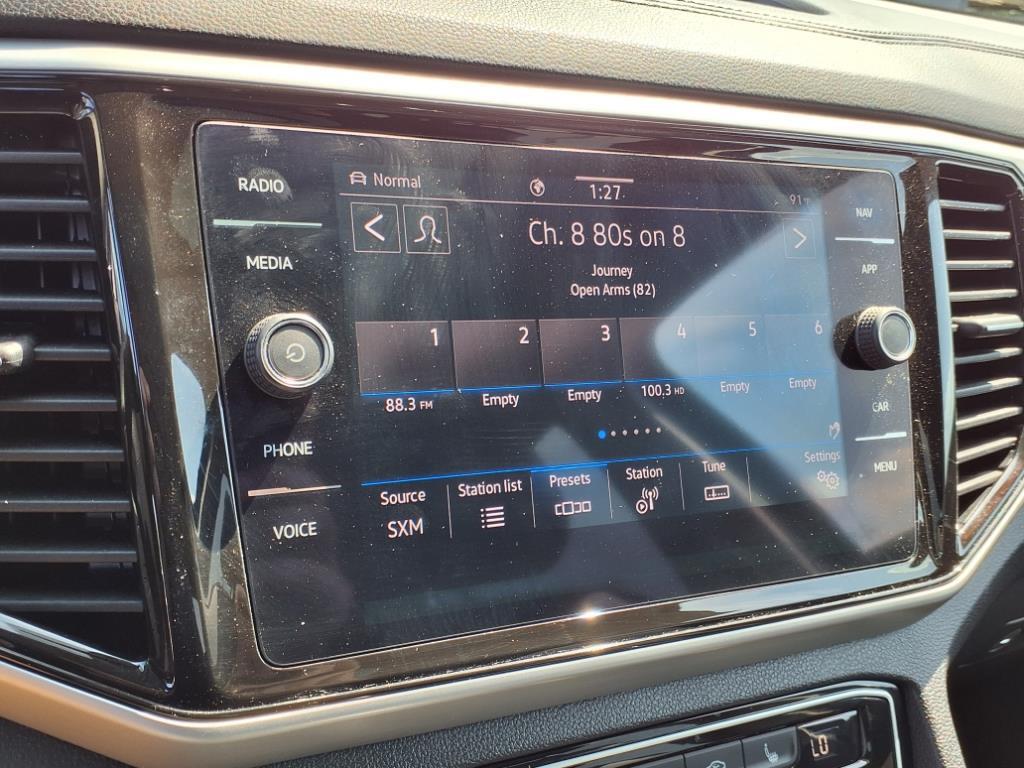 RADIO
MEDIA
PHONE
VOICE
Normal
1:27
91
Ch. 8 80s on 8
Journey
Open Arms (82)
1 2 3 4 5 6
88.3 FM Empty Empty 100.3 HD Empty Empty
Source Station list Presets Station Tune Settings
SXM
NAV
APP
CAR
MENU
LO